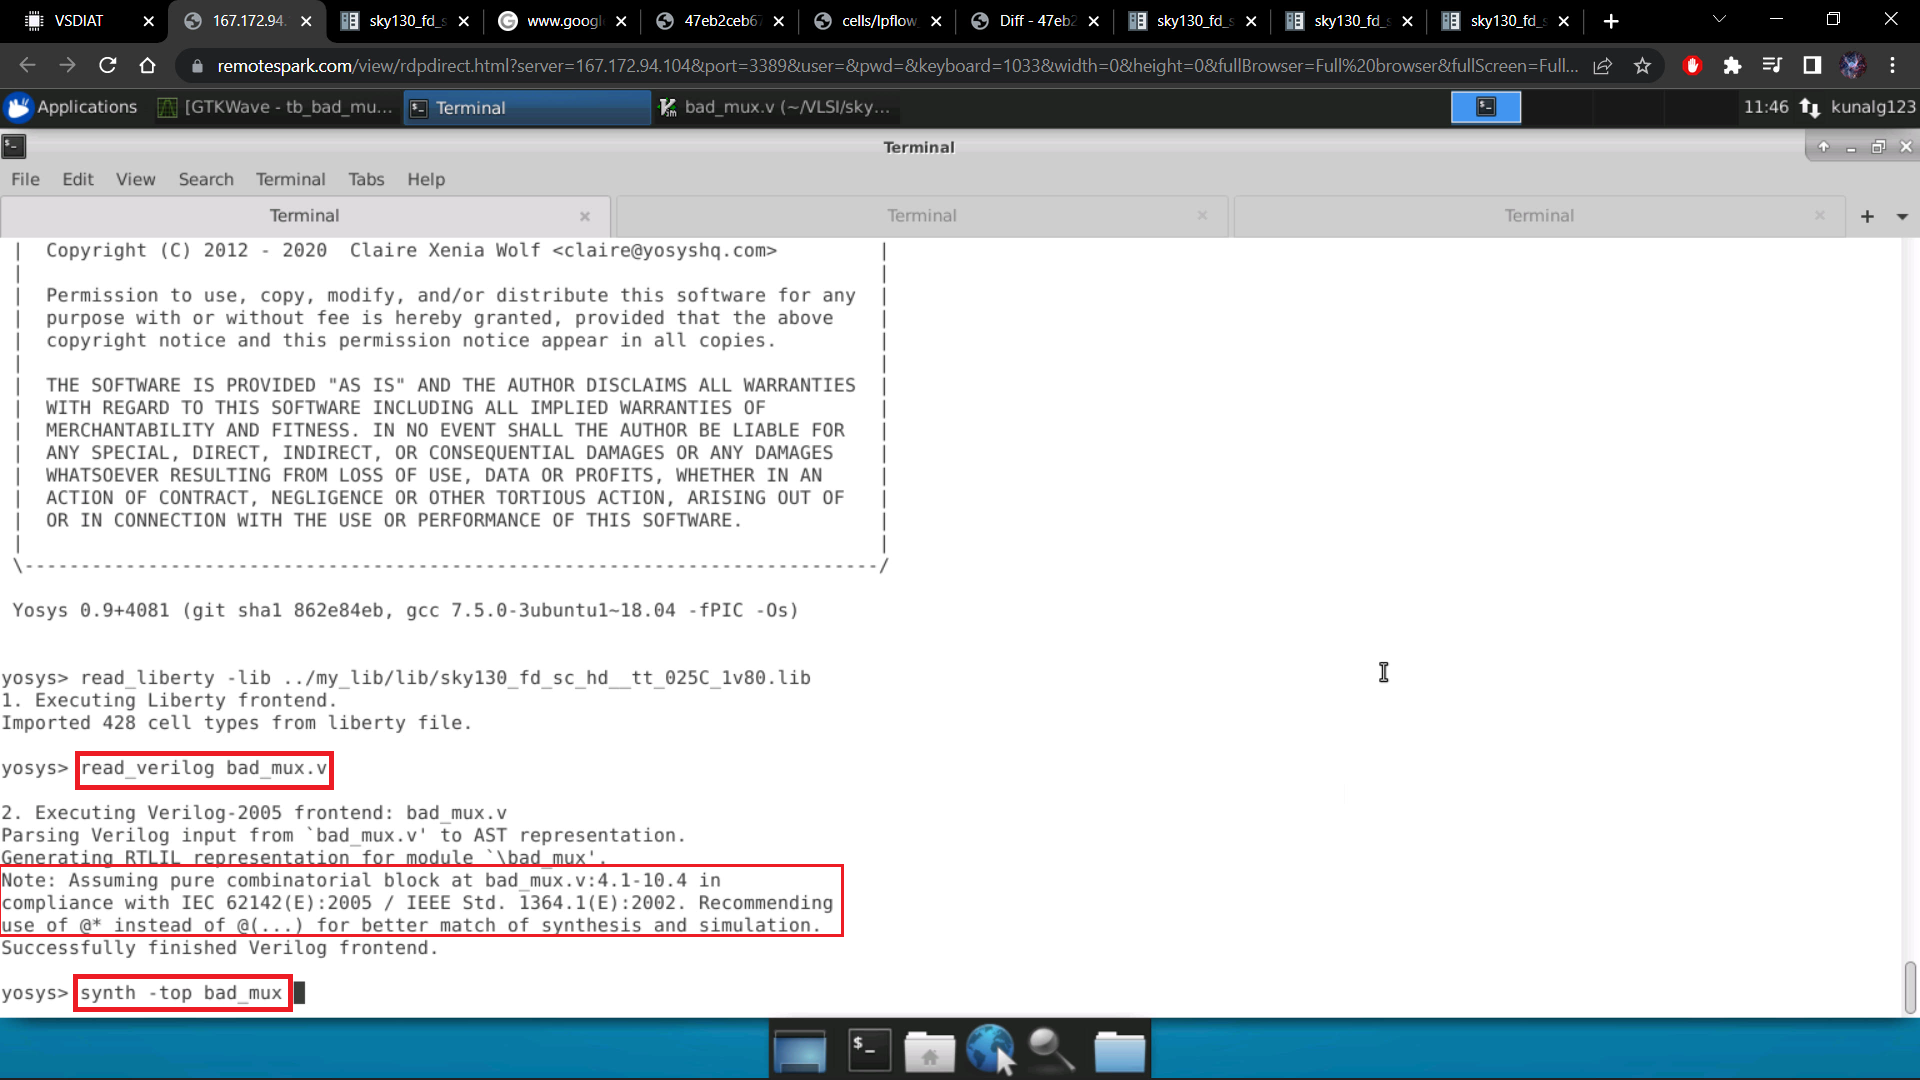 VSDIAT
167.172.94.
sky130_fd_s
www.googl
47eb2ceb67
cells/lpflow
Diff - 47eb2
sky130_fd_s
sky130_fd_s
sky130_fd_s
remotespark.com/view/rdpdirect.html?server=167.172.94.104&port=3389&user=&pwd=&keyboard=1033&width=0&height=0&fullBrowser=Full%20browser&fullScreen=Full...
Applications
[GTKWave - tb_bad_mu...
Terminal
bad_mux.v (~/VLSI/sky...
11:46
kunalg123
Terminal
File Edit View Search Terminal Tabs Help
Terminal
Terminal
Terminal
| Copyright (C) 2012 - 2020  Claire Xenia Wolf <claire@yosyshq.com> |
| |
| Permission to use, copy, modify, and/or distribute this software for any |
| purpose with or without fee is hereby granted, provided that the above |
| copyright notice and this permission notice appear in all copies. |
| |
| THE SOFTWARE IS PROVIDED "AS IS" AND THE AUTHOR DISCLAIMS ALL WARRANTIES |
| WITH REGARD TO THIS SOFTWARE INCLUDING ALL IMPLIED WARRANTIES OF |
| MERCHANTABILITY AND FITNESS. IN NO EVENT SHALL THE AUTHOR BE LIABLE FOR |
| ANY SPECIAL, DIRECT, INDIRECT, OR CONSEQUENTIAL DAMAGES OR ANY DAMAGES |
| WHATSOEVER RESULTING FROM LOSS OF USE, DATA OR PROFITS, WHETHER IN AN |
| ACTION OF CONTRACT, NEGLIGENCE OR OTHER TORTIOUS ACTION, ARISING OUT OF |
| OR IN CONNECTION WITH THE USE OR PERFORMANCE OF THIS SOFTWARE. |
| |
\----------------------------------------------------------------------------/
Yosys 0.9+4081 (git sha1 862e84eb, gcc 7.5.0-3ubuntu1~18.04 -fPIC -Os)
yosys> read_liberty -lib ../my_lib/lib/sky130_fd_sc_hd__tt_025C_1v80.lib
1. Executing Liberty frontend.
Imported 428 cell types from liberty file.
yosys> read_verilog bad_mux.v
2. Executing Verilog-2005 frontend: bad_mux.v
Parsing Verilog input from `bad_mux.v' to AST representation.
Generating RTLIL representation for module `\bad_mux'.
Note: Assuming pure combinatorial block at bad_mux.v:4.1-10.4 in
compliance with IEC 62142(E):2005 / IEEE Std. 1364.1(E):2002. Recommending
use of @* instead of @(...) for better match of synthesis and simulation.
Successfully finished Verilog frontend.
yosys> synth -top bad_mux